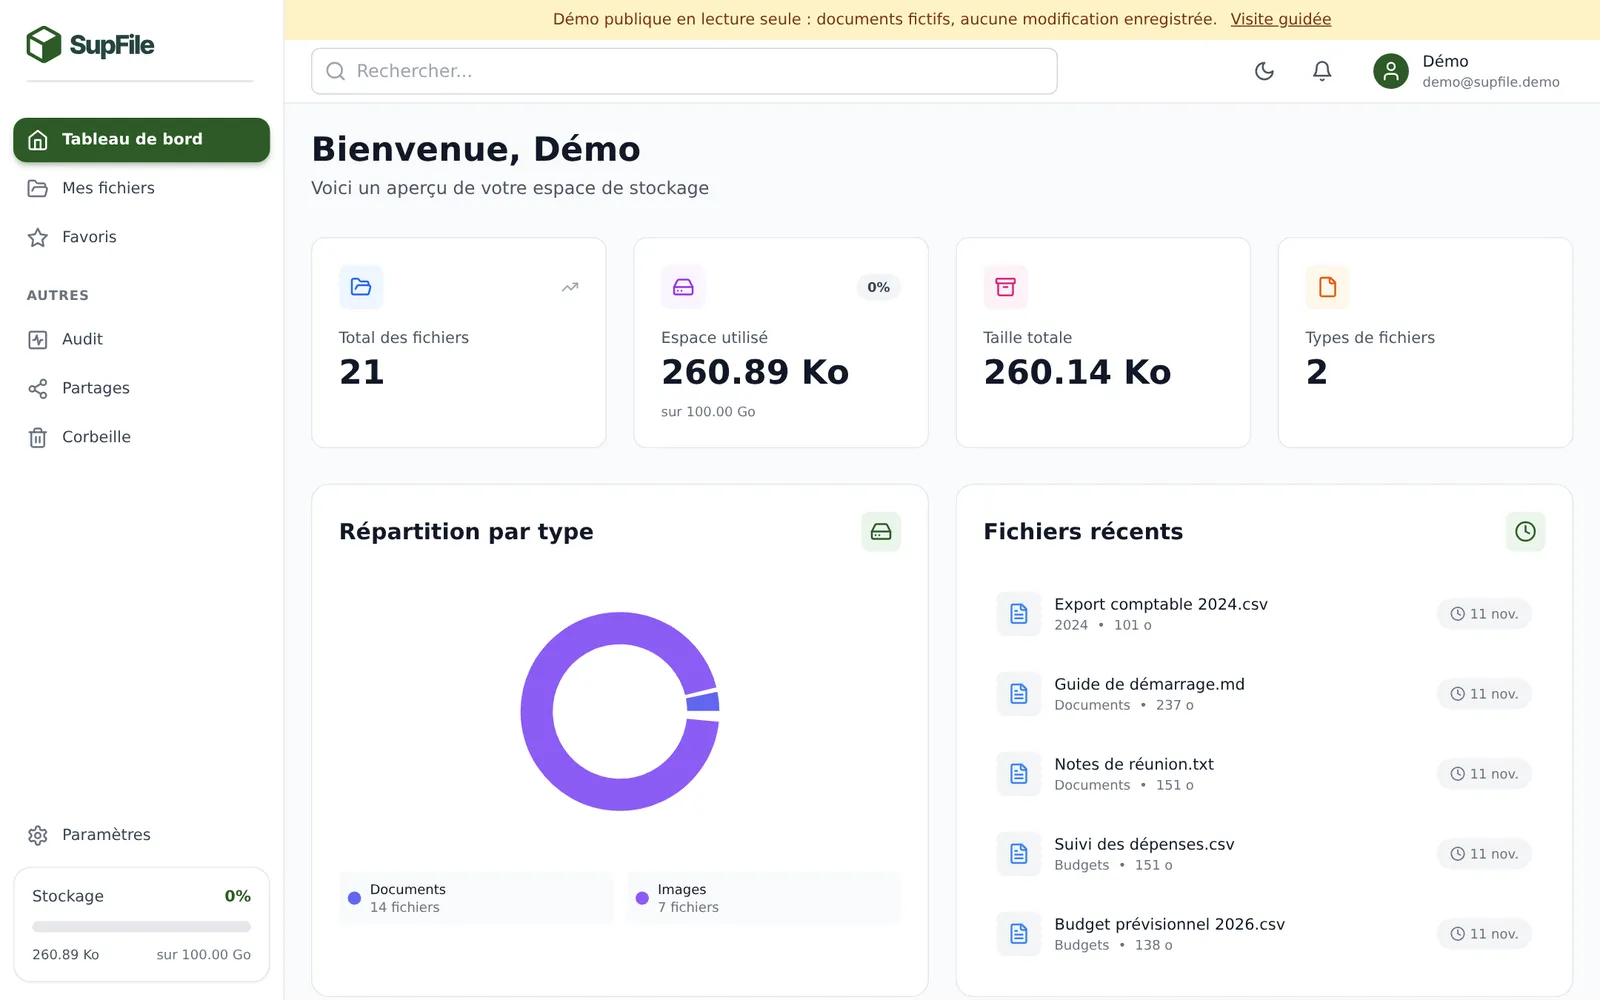 Démo publique en lecture seule : documents fictifs, aucune modification enregistrée. Visite guidée
SupFile
Rechercher...
Démo
demo@supfile.demo
Tableau de bord
Mes fichiers
Favoris
AUTRES
Audit
Partages
Corbeille
Paramètres
Stockage 0%
260.89 Ko sur 100.00 Go
Bienvenue, Démo
Voici un aperçu de votre espace de stockage
Total des fichiers
21
0%
Espace utilisé
260.89 Ko
sur 100.00 Go
Taille totale
260.14 Ko
Types de fichiers
2
Répartition par type
Documents
14 fichiers
Images
7 fichiers
Fichiers récents
Export comptable 2024.csv
2024 • 101 o
11 nov.
Guide de démarrage.md
Documents • 237 o
11 nov.
Notes de réunion.txt
Documents • 151 o
11 nov.
Suivi des dépenses.csv
Budgets • 151 o
11 nov.
Budget prévisionnel 2026.csv
Budgets • 138 o
11 nov.